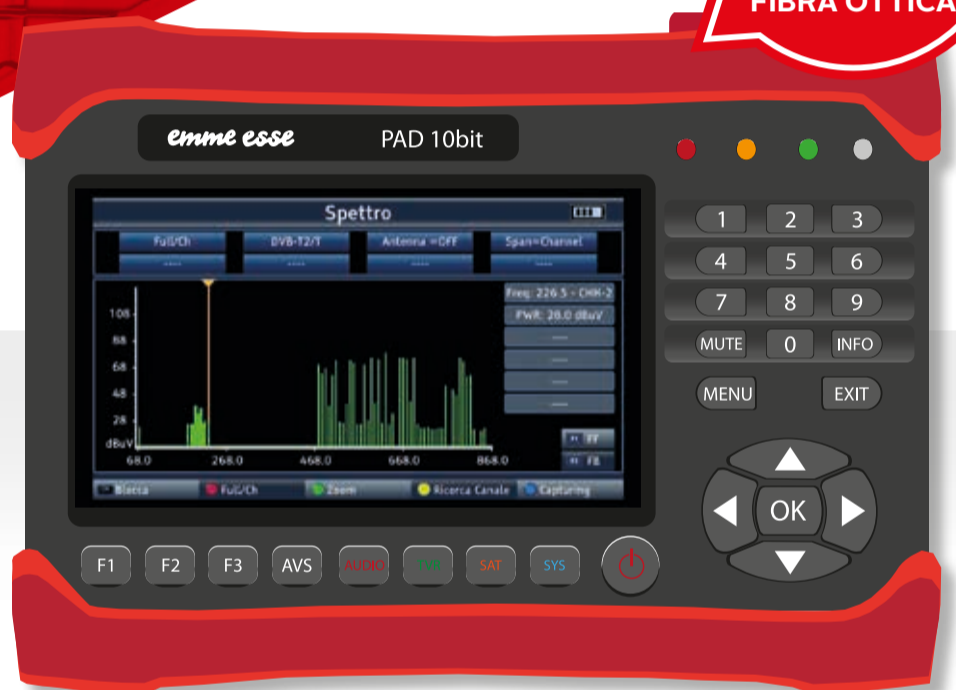 FIBRA OTTICA
emme esse PAD 10bit
Spettro
Full/Ch DVB-T2/T Antenna =OFF Span=Channel
---- ---- ---- ----
Freq: 226.5 - CHH-2
PWR: 28.0 dBuV
----
----
----
----
108
88
68
48
28
dBuV
68.0 268.0 468.0 668.0 868.0
FF
FB
Blocca Full/Ch Zoom Ricerca Canale Capturing
1 2 3
4 5 6
7 8 9
MUTE 0 INFO
MENU EXIT
OK
F1 F2 F3 AVS AUDIO PVR SAT SYS